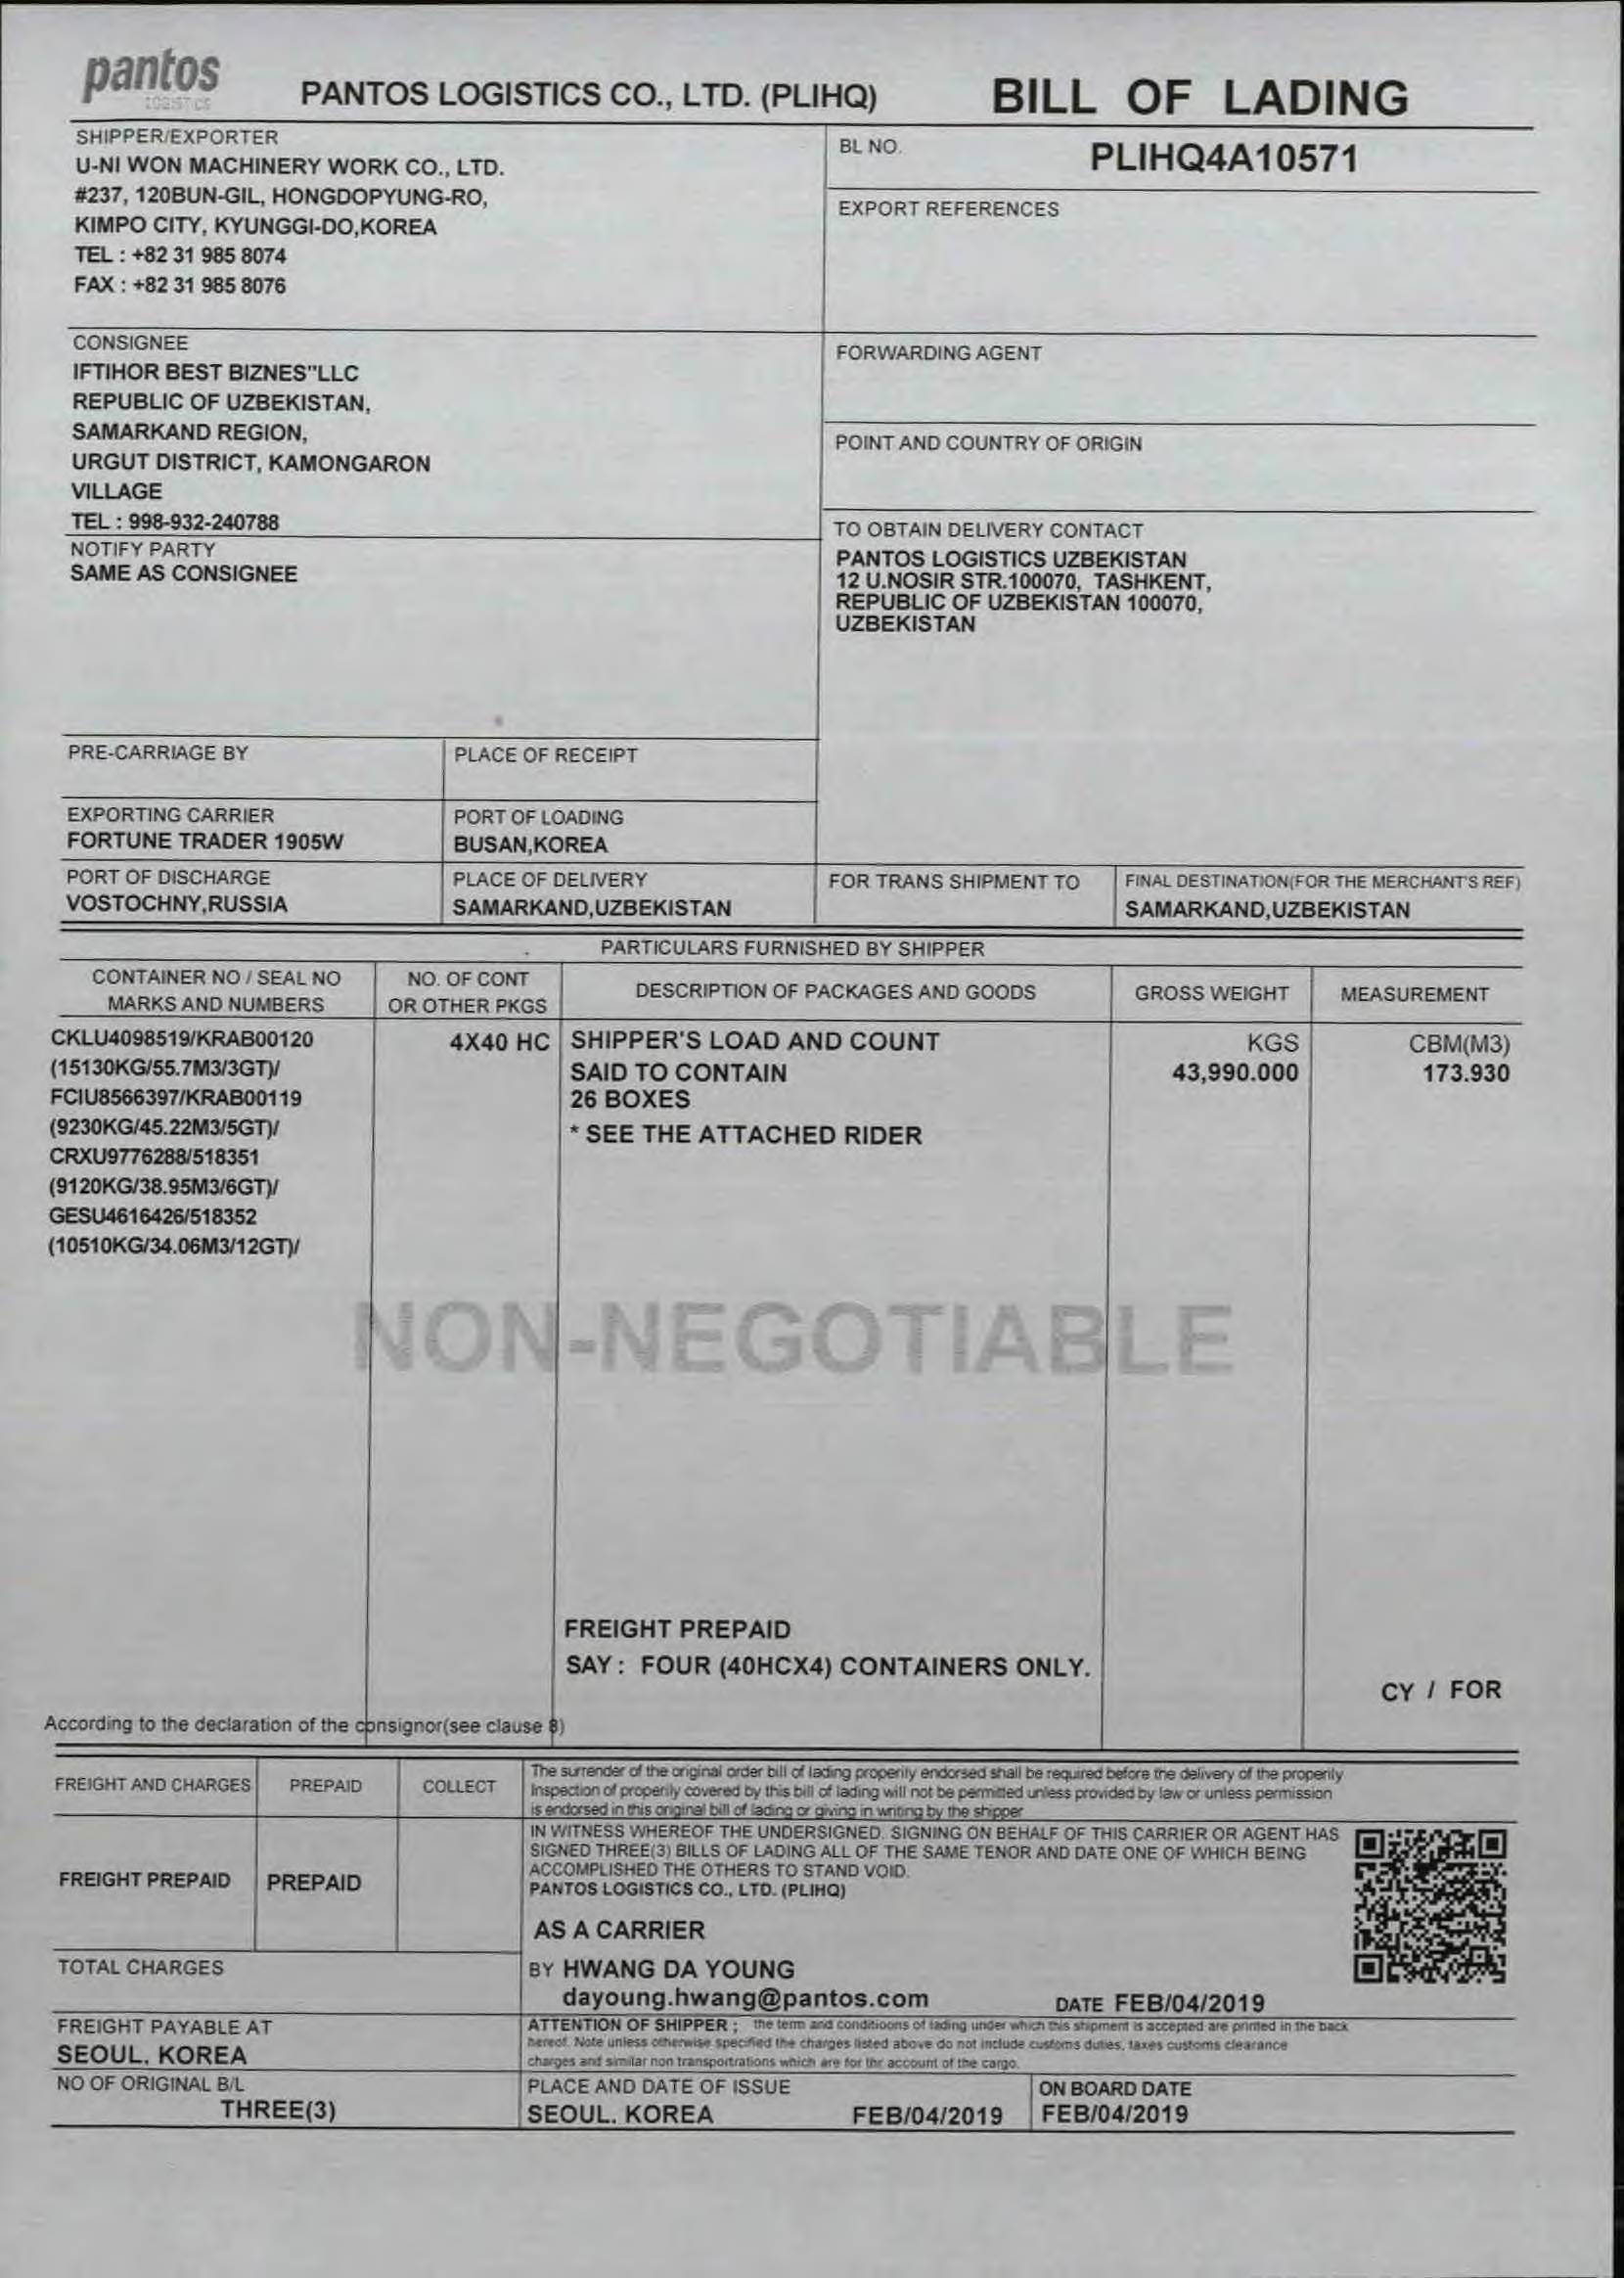 pantos
LOGISTICS
PANTOS LOGISTICS CO., LTD. (PLIHQ)
BILL OF LADING
SHIPPER/EXPORTER
U-NI WON MACHINERY WORK CO., LTD.
#237, 120BUN-GIL, HONGDOPYUNG-RO,
KIMPO CITY, KYUNGGI-DO,KOREA
TEL : +82 31 985 8074
FAX : +82 31 985 8076
BL NO.
PLIHQ4A10571
EXPORT REFERENCES
CONSIGNEE
IFTIHOR BEST BIZNES"LLC
REPUBLIC OF UZBEKISTAN,
SAMARKAND REGION,
URGUT DISTRICT, KAMONGARON
VILLAGE
TEL : 998-932-240788
FORWARDING AGENT
POINT AND COUNTRY OF ORIGIN
NOTIFY PARTY
SAME AS CONSIGNEE
TO OBTAIN DELIVERY CONTACT
PANTOS LOGISTICS UZBEKISTAN
12 U.NOSIR STR.100070, TASHKENT,
REPUBLIC OF UZBEKISTAN 100070,
UZBEKISTAN
PRE-CARRIAGE BY
PLACE OF RECEIPT
EXPORTING CARRIER
FORTUNE TRADER 1905W
PORT OF LOADING
BUSAN,KOREA
PORT OF DISCHARGE
VOSTOCHNY,RUSSIA
PLACE OF DELIVERY
SAMARKAND,UZBEKISTAN
FOR TRANS SHIPMENT TO
FINAL DESTINATION(FOR THE MERCHANT'S REF)
SAMARKAND,UZBEKISTAN
PARTICULARS FURNISHED BY SHIPPER
CONTAINER NO / SEAL NO
MARKS AND NUMBERS
NO. OF CONT
OR OTHER PKGS
DESCRIPTION OF PACKAGES AND GOODS
GROSS WEIGHT
MEASUREMENT
CKLU4098519/KRAB00120
(15130KG/55.7M3/3GT)/
FCIU8566397/KRAB00119
(9230KG/45.22M3/5GT)/
CRXU9776288/518351
(9120KG/38.95M3/6GT)/
GESU4616426/518352
(10510KG/34.06M3/12GT)/
4X40 HC
SHIPPER'S LOAD AND COUNT
SAID TO CONTAIN
26 BOXES
* SEE THE ATTACHED RIDER
KGS
43,990.000
CBM(M3)
173.930
NON-NEGOTIABLE
FREIGHT PREPAID
SAY : FOUR (40HCX4) CONTAINERS ONLY.
CY / FOR
According to the declaration of the consignor(see clause 8)
FREIGHT AND CHARGES
PREPAID
COLLECT
The surrender of the original order bill of lading properily endorsed shall be required before the delivery of the properily
Inspection of properily covered by this bill of lading will not be permitted unless provided by law or unless permission
is endorsed in this original bill of lading or giving in writing by the shipper
FREIGHT PREPAID
PREPAID
IN WITNESS WHEREOF THE UNDERSIGNED. SIGNING ON BEHALF OF THIS CARRIER OR AGENT HAS
SIGNED THREE(3) BILLS OF LADING ALL OF THE SAME TENOR AND DATE ONE OF WHICH BEING
ACCOMPLISHED THE OTHERS TO STAND VOID.
PANTOS LOGISTICS CO., LTD. (PLIHQ)
AS A CARRIER
TOTAL CHARGES
BY HWANG DA YOUNG
dayoung.hwang@pantos.com
DATE FEB/04/2019
FREIGHT PAYABLE AT
SEOUL. KOREA
ATTENTION OF SHIPPER ; the term and conditioons of lading under which this shipment is accepted are printed in the back
hereof. Note unless otherwise specified the charges listed above do not include customs duties, taxes customs clearance
charges and similar non transportrations which are for thr account of the cargo.
NO OF ORIGINAL B/L
THREE(3)
PLACE AND DATE OF ISSUE
SEOUL. KOREA
FEB/04/2019
ON BOARD DATE
FEB/04/2019